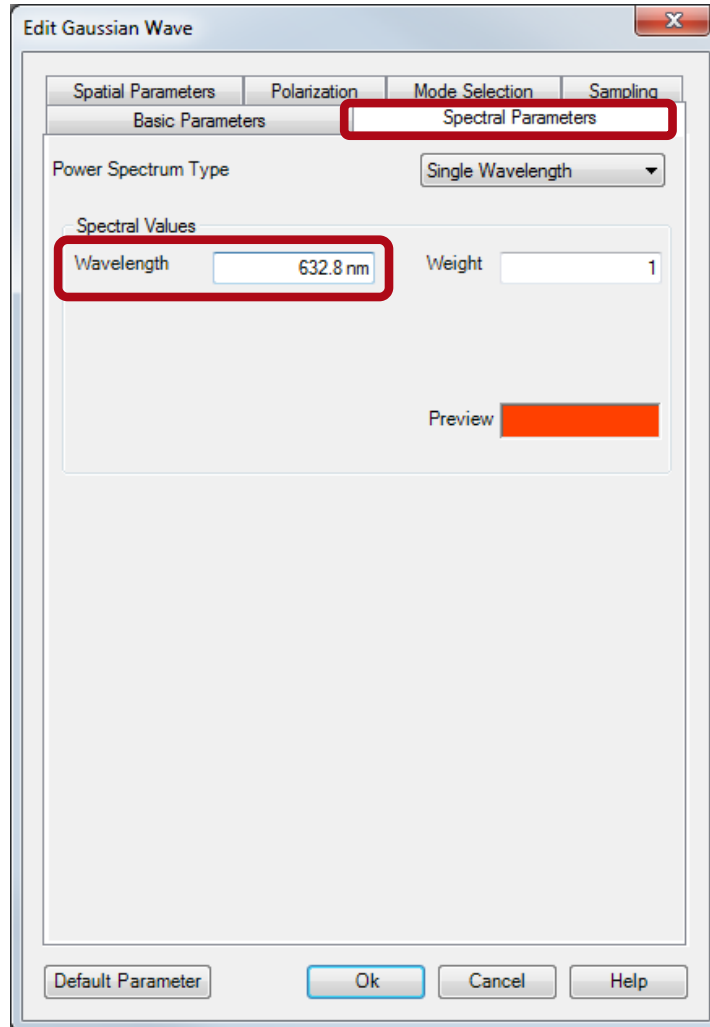 Edit Gaussian Wave
x
Spatial Parameters Polarization Mode Selection Sampling
Basic Parameters Spectral Parameters
Power Spectrum Type Single Wavelength
Spectral Values
Wavelength 632.8 nm Weight 1
Preview
Default Parameter Ok Cancel Help